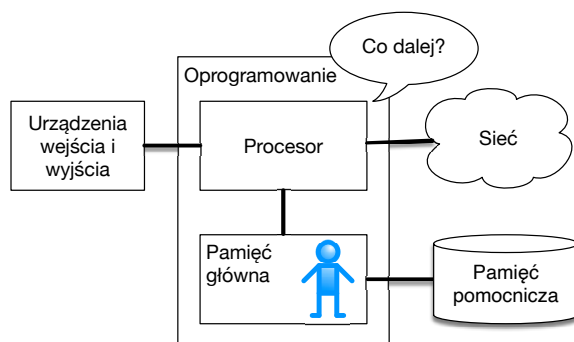 Co dalej?
Oprogramowanie
Urządzenia
wejścia i
wyjścia
Procesor
Sieć
Pamięć
główna
Pamięć
pomocnicza